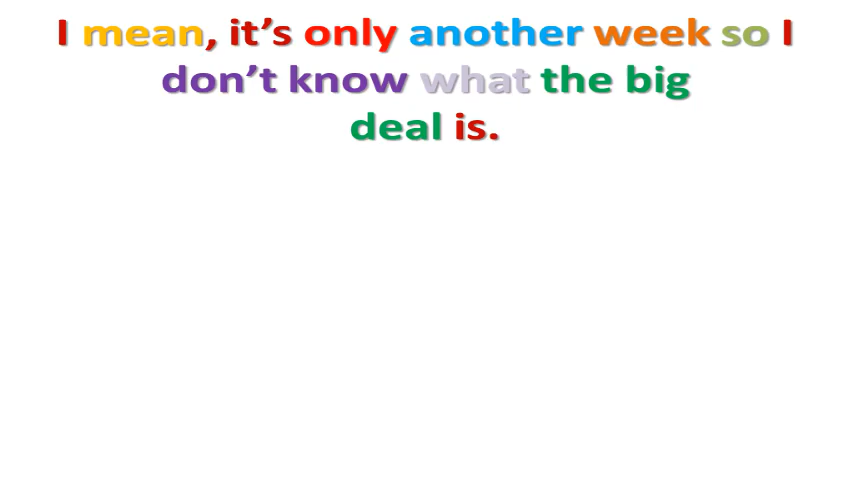 I mean, it’s only another week so I
don’t know what the big
deal is.